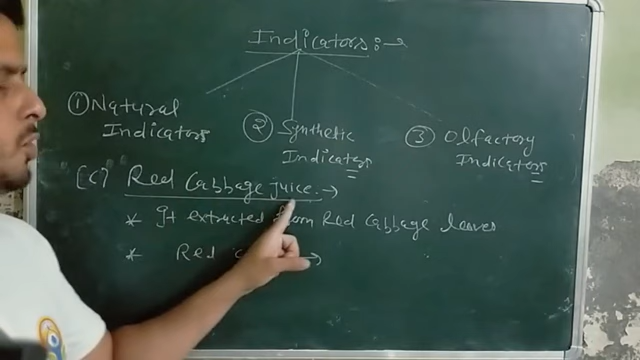 Indicators:→
① Natural Indicators
② Synthetic Indicators
③ Olfactory Indicators
[C] Red Cabbage juice. →
* It extracted from Red Cabbage leaves
* Red →